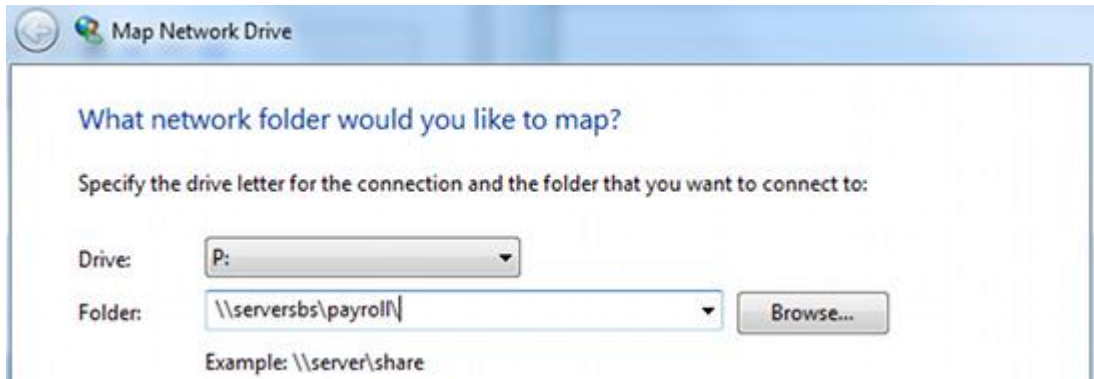 Map Network Drive
What network folder would you like to map?
Specify the drive letter for the connection and the folder that you want to connect to:
Drive: P:
Folder: \\serversbs\payroll\ Browse...
Example: \\server\share